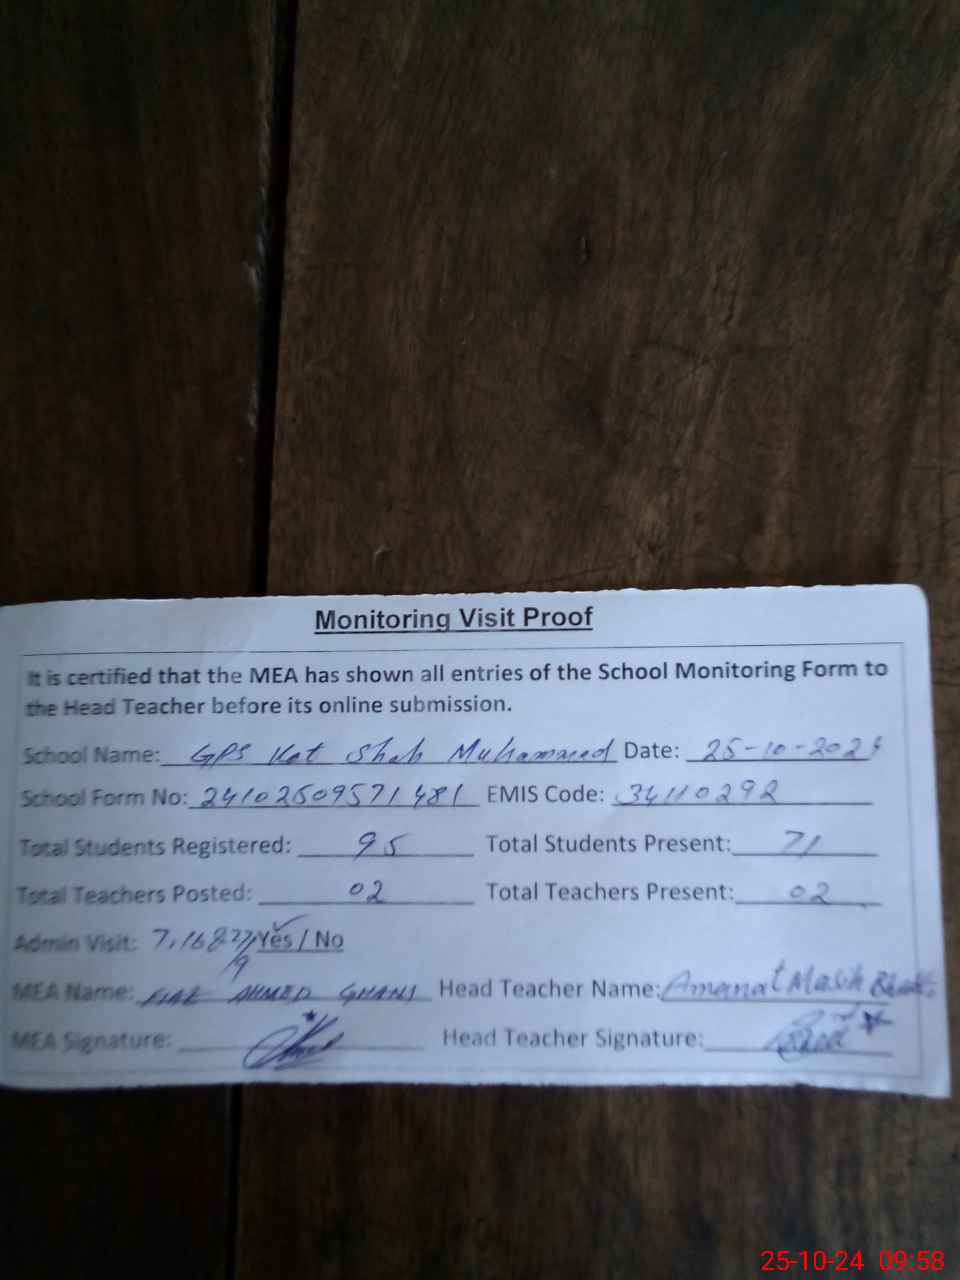 Monitoring Visit Proof
It is certified that the MEA has shown all entries of the School Monitoring Form to
the Head Teacher before its online submission.
School Name: GPS Kot Shah Muhammad Date: 25-10-2024
School Form No: 24102509571481 EMIS Code: 34110292
Total Students Registered: 95 Total Students Present: 71
Total Teachers Posted: 02 Total Teachers Present: 02
Admin Visit: 7,16 Yes / No
MEA Name: AHMED GHANI Head Teacher Name: Amanat Masih
MEA Signature: Head Teacher Signature:
25-10-24 09:58